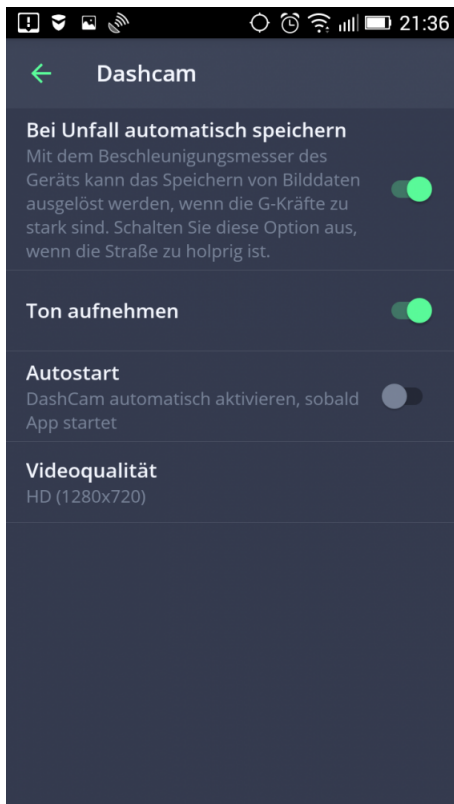 21:36
Dashcam
Bei Unfall automatisch speichern
Mit dem Beschleunigungsmesser des
Geräts kann das Speichern von Bilddaten
ausgelöst werden, wenn die G-Kräfte zu
stark sind. Schalten Sie diese Option aus,
wenn die Straße zu holprig ist.
Ton aufnehmen
Autostart
DashCam automatisch aktivieren, sobald
App startet
Videoqualität
HD (1280x720)